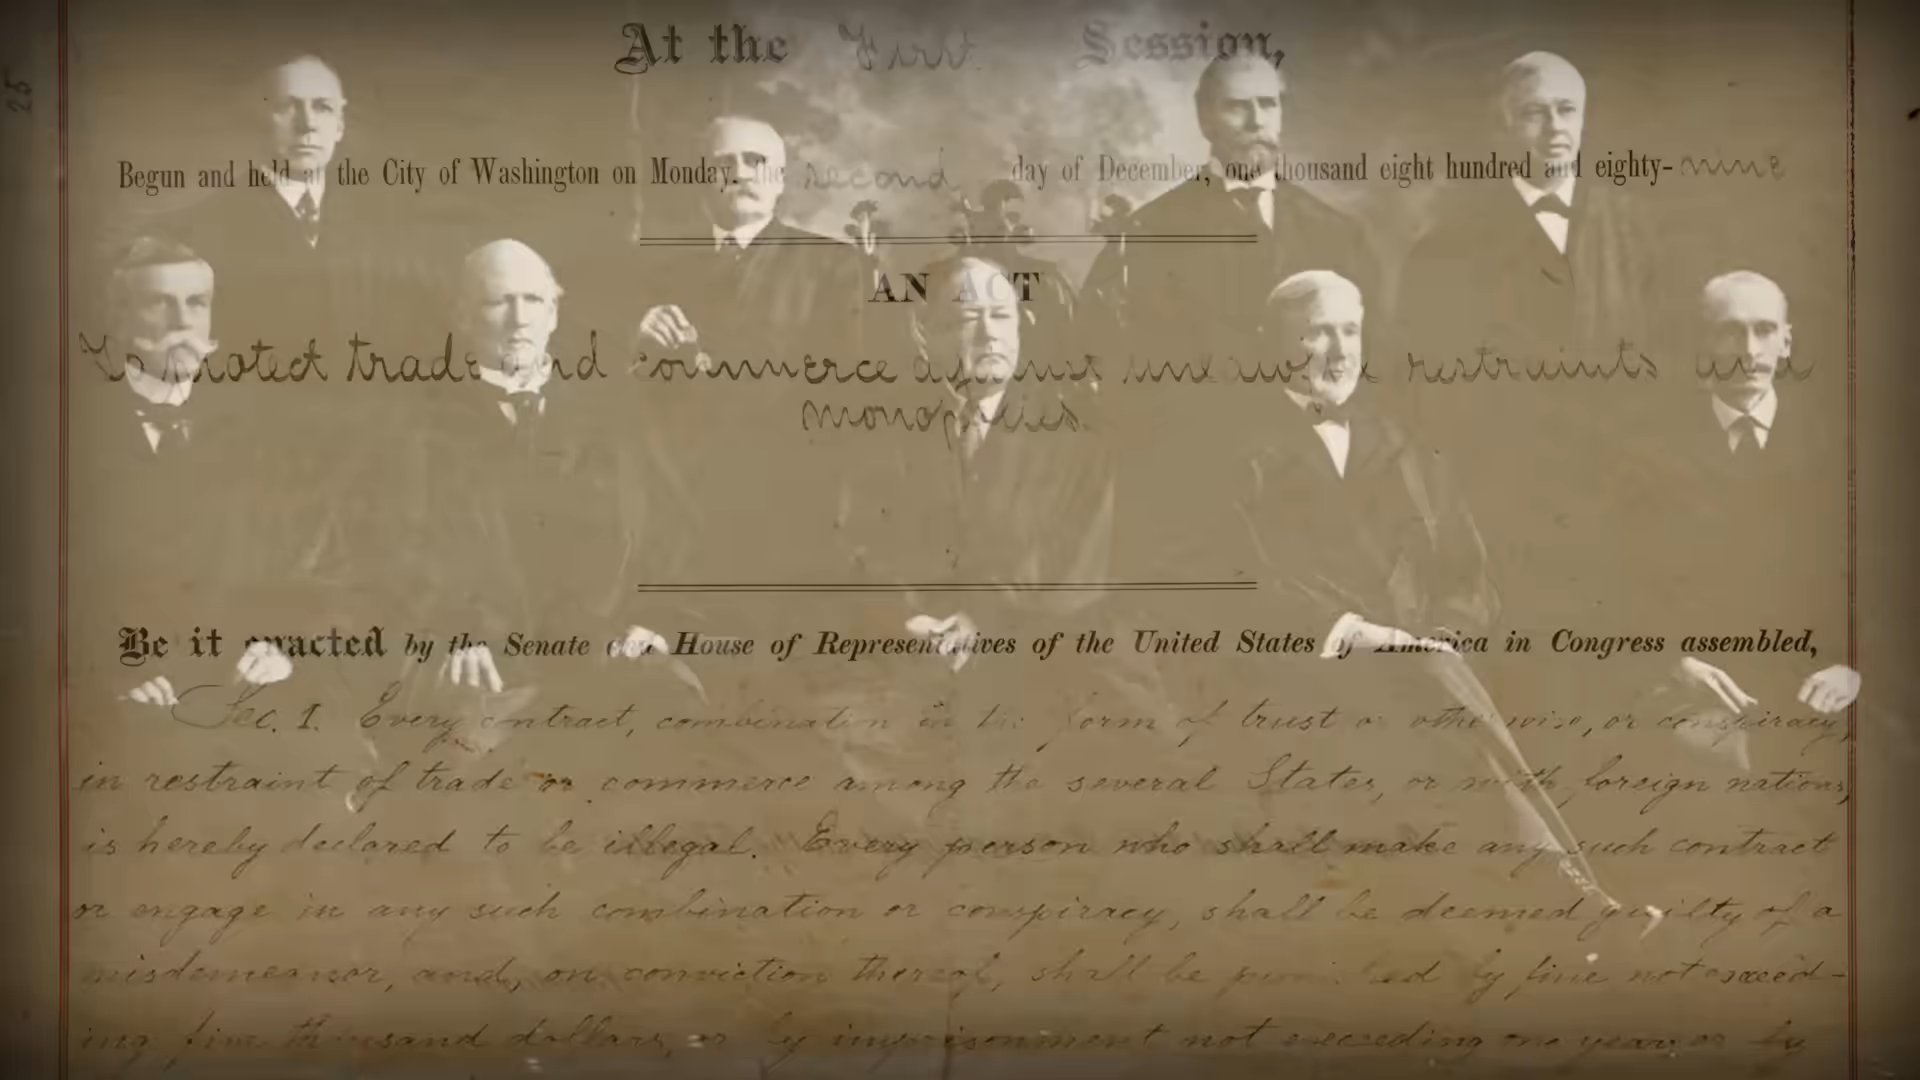 At the First Session,
Begun and held at the City of Washington on Monday, the second day of December, one thousand eight hundred and eighty-nine
AN ACT
To protect trade and commerce against unlawful restraints and
monopolies.
Be it enacted by the Senate and House of Representatives of the United States of America in Congress assembled,
Sec. 1. Every contract, combination in the form of trust or otherwise, or conspiracy,
in restraint of trade or commerce among the several States, or with foreign nations,
is hereby declared to be illegal. Every person who shall make any such contract
or engage in any such combination or conspiracy, shall be deemed guilty of a
misdemeanor, and, on conviction thereof, shall be punished by fine not exceed-
ing five thousand dollars, or by imprisonment not exceeding one year, or by
25